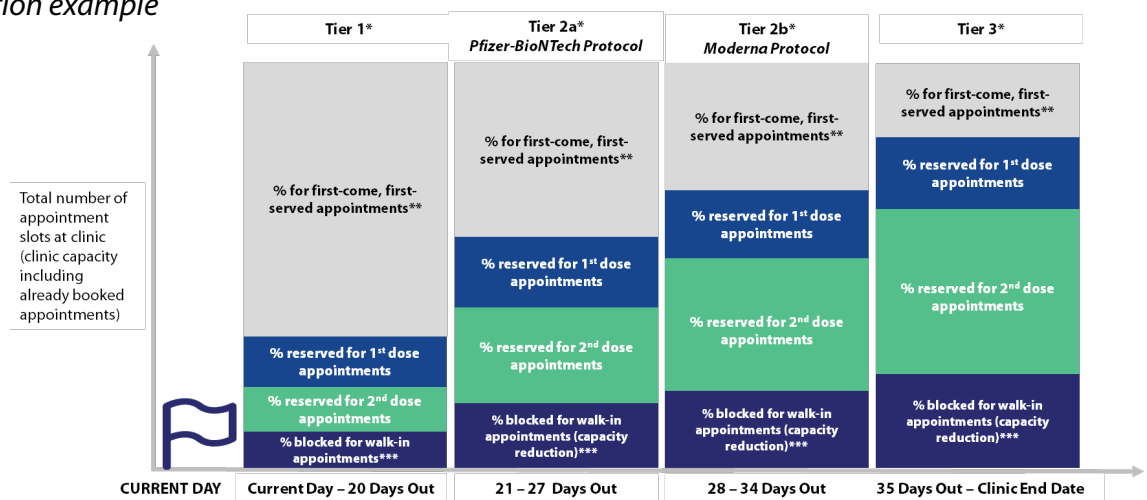 tion example
Tier 1*
Tier 2a*
Pfizer-BioNTech Protocol
Tier 2b*
Moderna Protocol
Tier 3*
Total number of
appointment
slots at clinic
(clinic capacity
including
already booked
appointments)
% for first-come, first-
served appointments**
% reserved for 1st dose
appointments
% reserved for 2nd dose
appointments
% blocked for walk-in
appointments***
% for first-come, first-
served appointments**
% reserved for 1st dose
appointments
% reserved for 2nd dose
appointments
% blocked for walk-in
appointments (capacity
reduction)***
% for first-come, first-
served appointments**
% reserved for 1st dose
appointments
% reserved for 2nd dose
appointments
% blocked for walk-in
appointments (capacity
reduction)***
% for first-come, first-
served appointments**
% reserved for 1st dose
appointments
% reserved for 2nd dose
appointments
% blocked for walk-in
appointments (capacity
reduction)***
CURRENT DAY
Current Day – 20 Days Out
21 – 27 Days Out
28 – 34 Days Out
35 Days Out – Clinic End Date